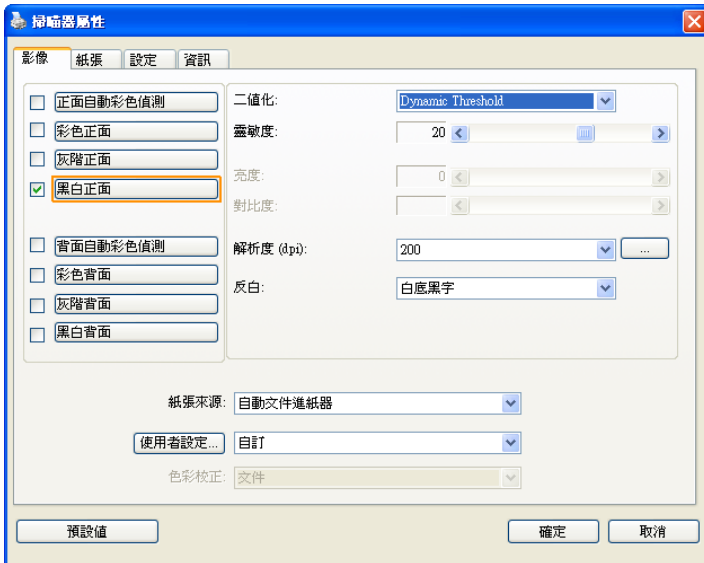 掃瞄器屬性
影像 紙張 設定 資訊
正面自動彩色偵測
彩色正面
灰階正面
黑白正面
背面自動彩色偵測
彩色背面
灰階背面
黑白背面
二值化: Dynamic Threshold
靈敏度: 20
亮度: 0
對比度:
解析度 (dpi): 200 ...
反白: 白底黑字
紙張來源: 自動文件進紙器
使用者設定... 自訂
色彩校正: 文件
預設值 確定 取消